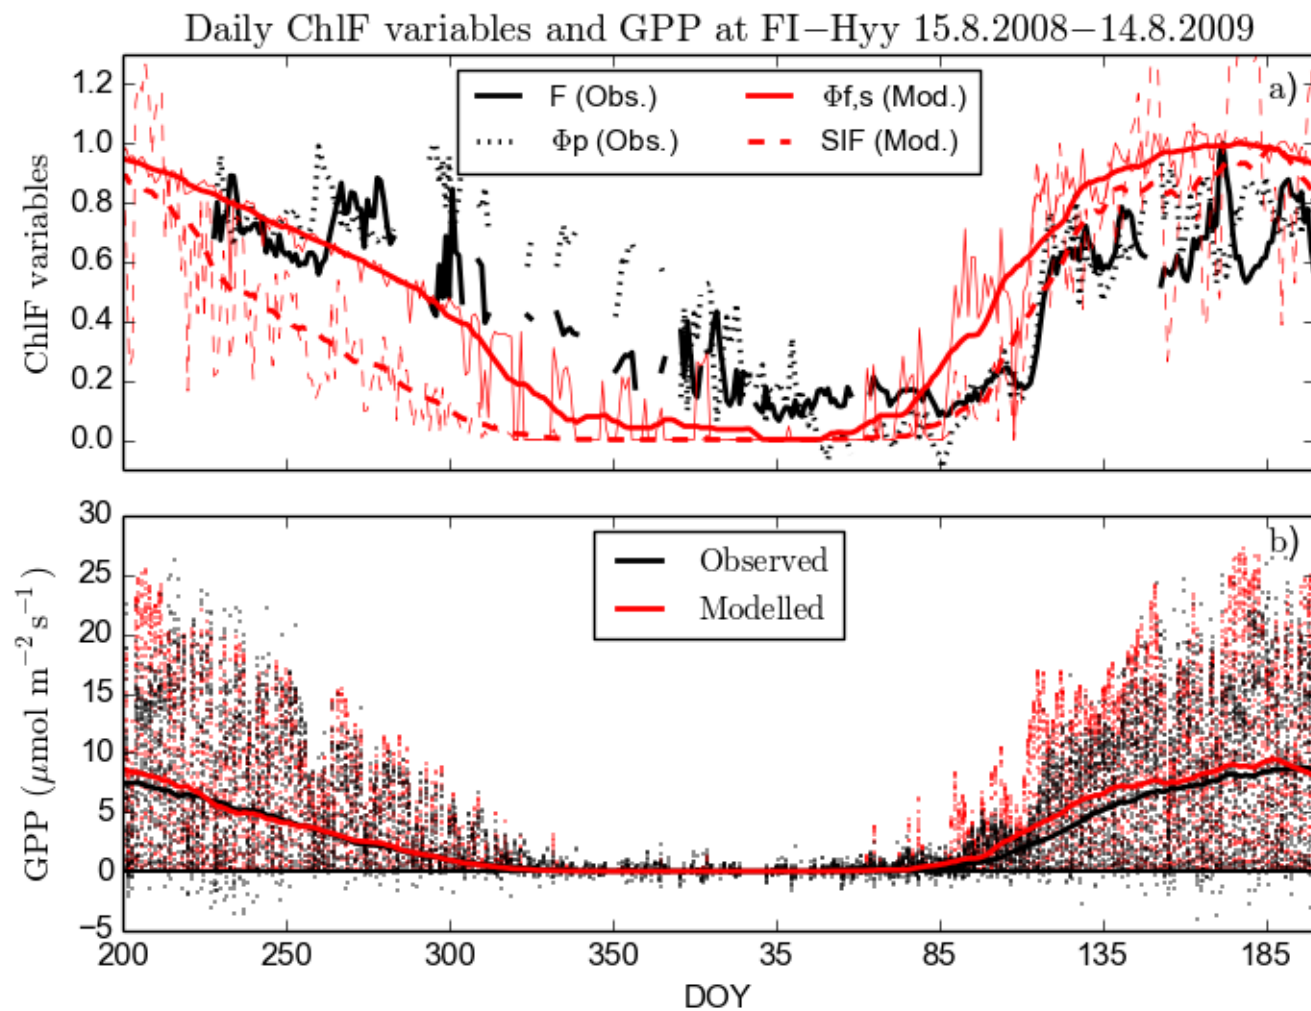 Daily ChlF variables and GPP at FI−Hyy 15.8.2008−14.8.2009
a)
F (Obs.)
Φp (Obs.)
Φf,s (Mod.)
SIF (Mod.)
ChlF variables
1.2
1.0
0.8
0.6
0.4
0.2
0.0
b)
Observed
Modelled
GPP (μmol m−2 s−1)
30
25
20
15
10
5
0
−5
200 250 300 350 35 85 135 185
DOY